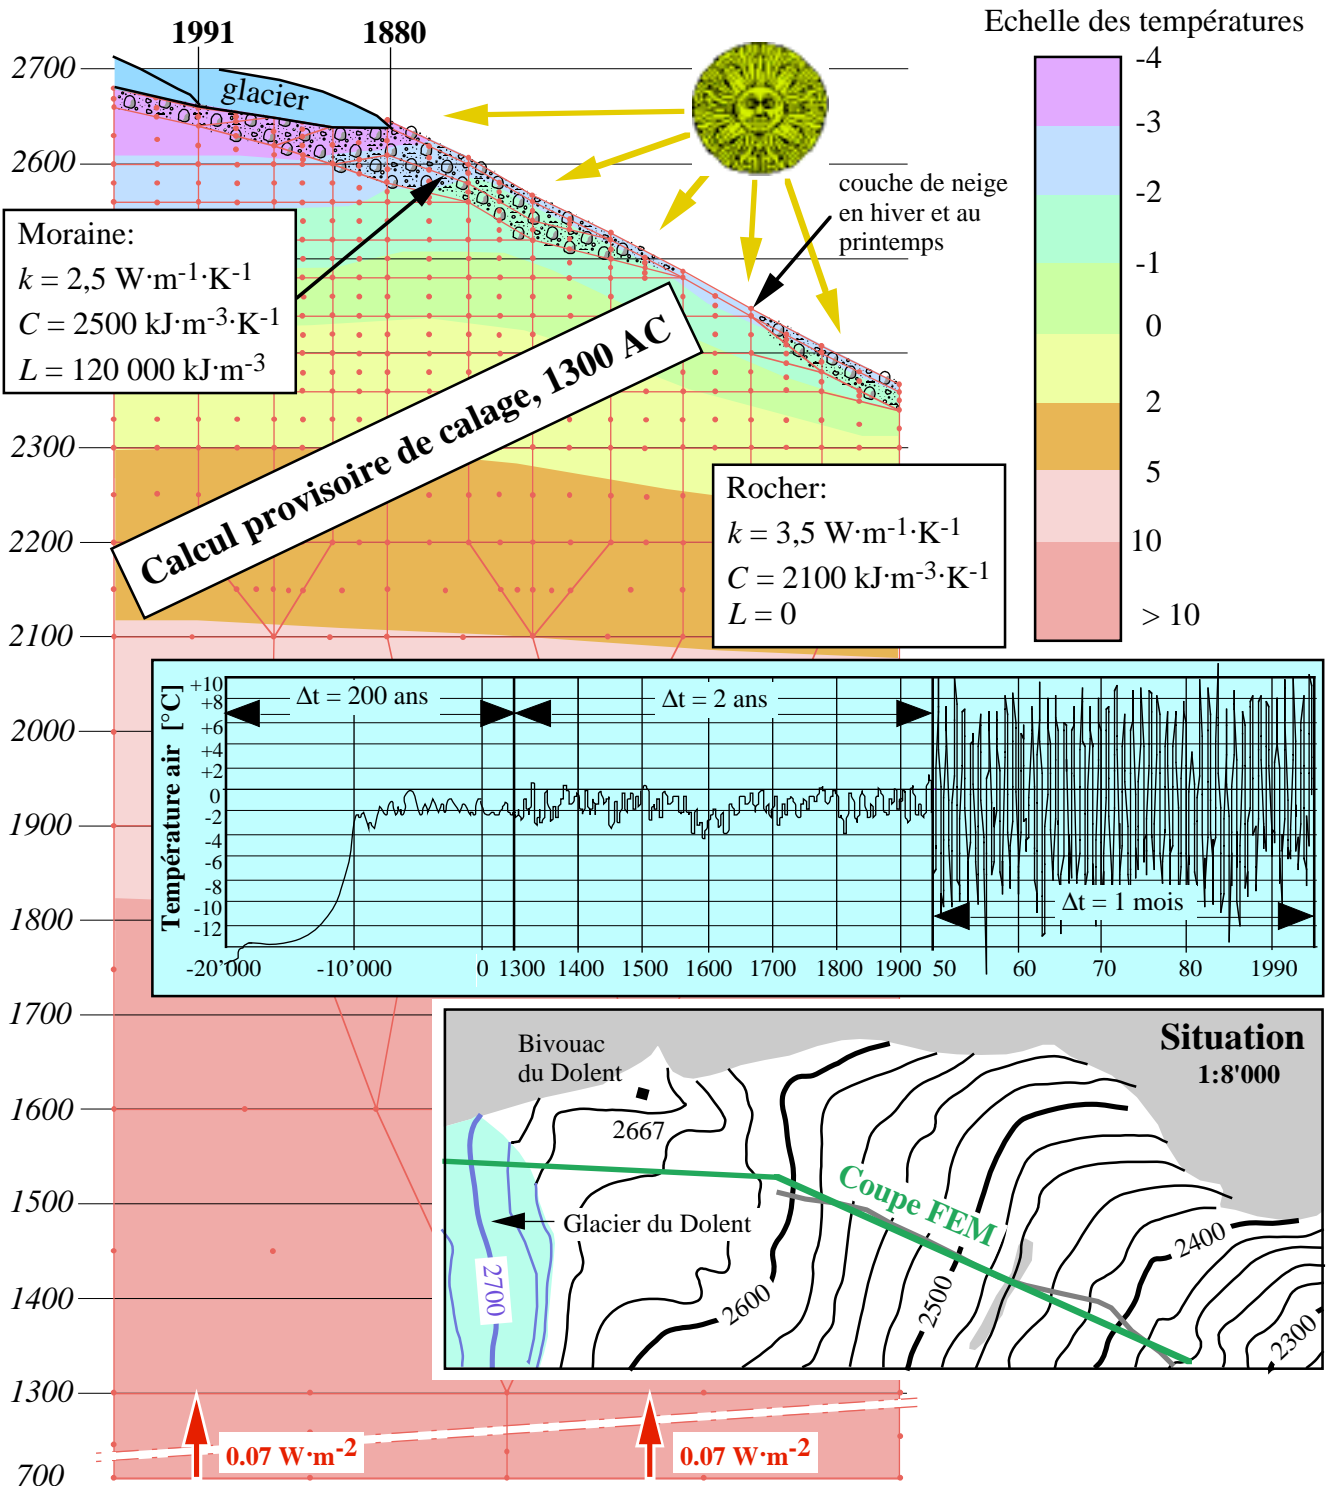 Echelle des températures
1991
1880
glacier
2700
2600
2300
2200
2100
2000
1900
1800
1700
1600
1500
1400
1300
700
-4
-3
-2
-1
0
2
5
10
> 10
couche de neige
en hiver et au
printemps
Moraine:
k = 2,5 W·m-1·K-1
C = 2500 kJ·m-3·K-1
L = 120 000 kJ·m-3
Calcul provisoire de calage, 1300 AC
Rocher:
k = 3,5 W·m-1·K-1
C = 2100 kJ·m-3·K-1
L = 0
Température air [°C]
+10
+8
+6
+4
+2
0
-2
-4
-6
-8
-10
-12
Δt = 200 ans
Δt = 2 ans
Δt = 1 mois
-20'000 -10'000 0 1300 1400 1500 1600 1700 1800 1900 50 60 70 80 1990
Situation
1:8'000
Bivouac
du Dolent
2667
Coupe FEM
Glacier du Dolent
2700
2600
2500
2400
2300
0.07 W·m-2
0.07 W·m-2